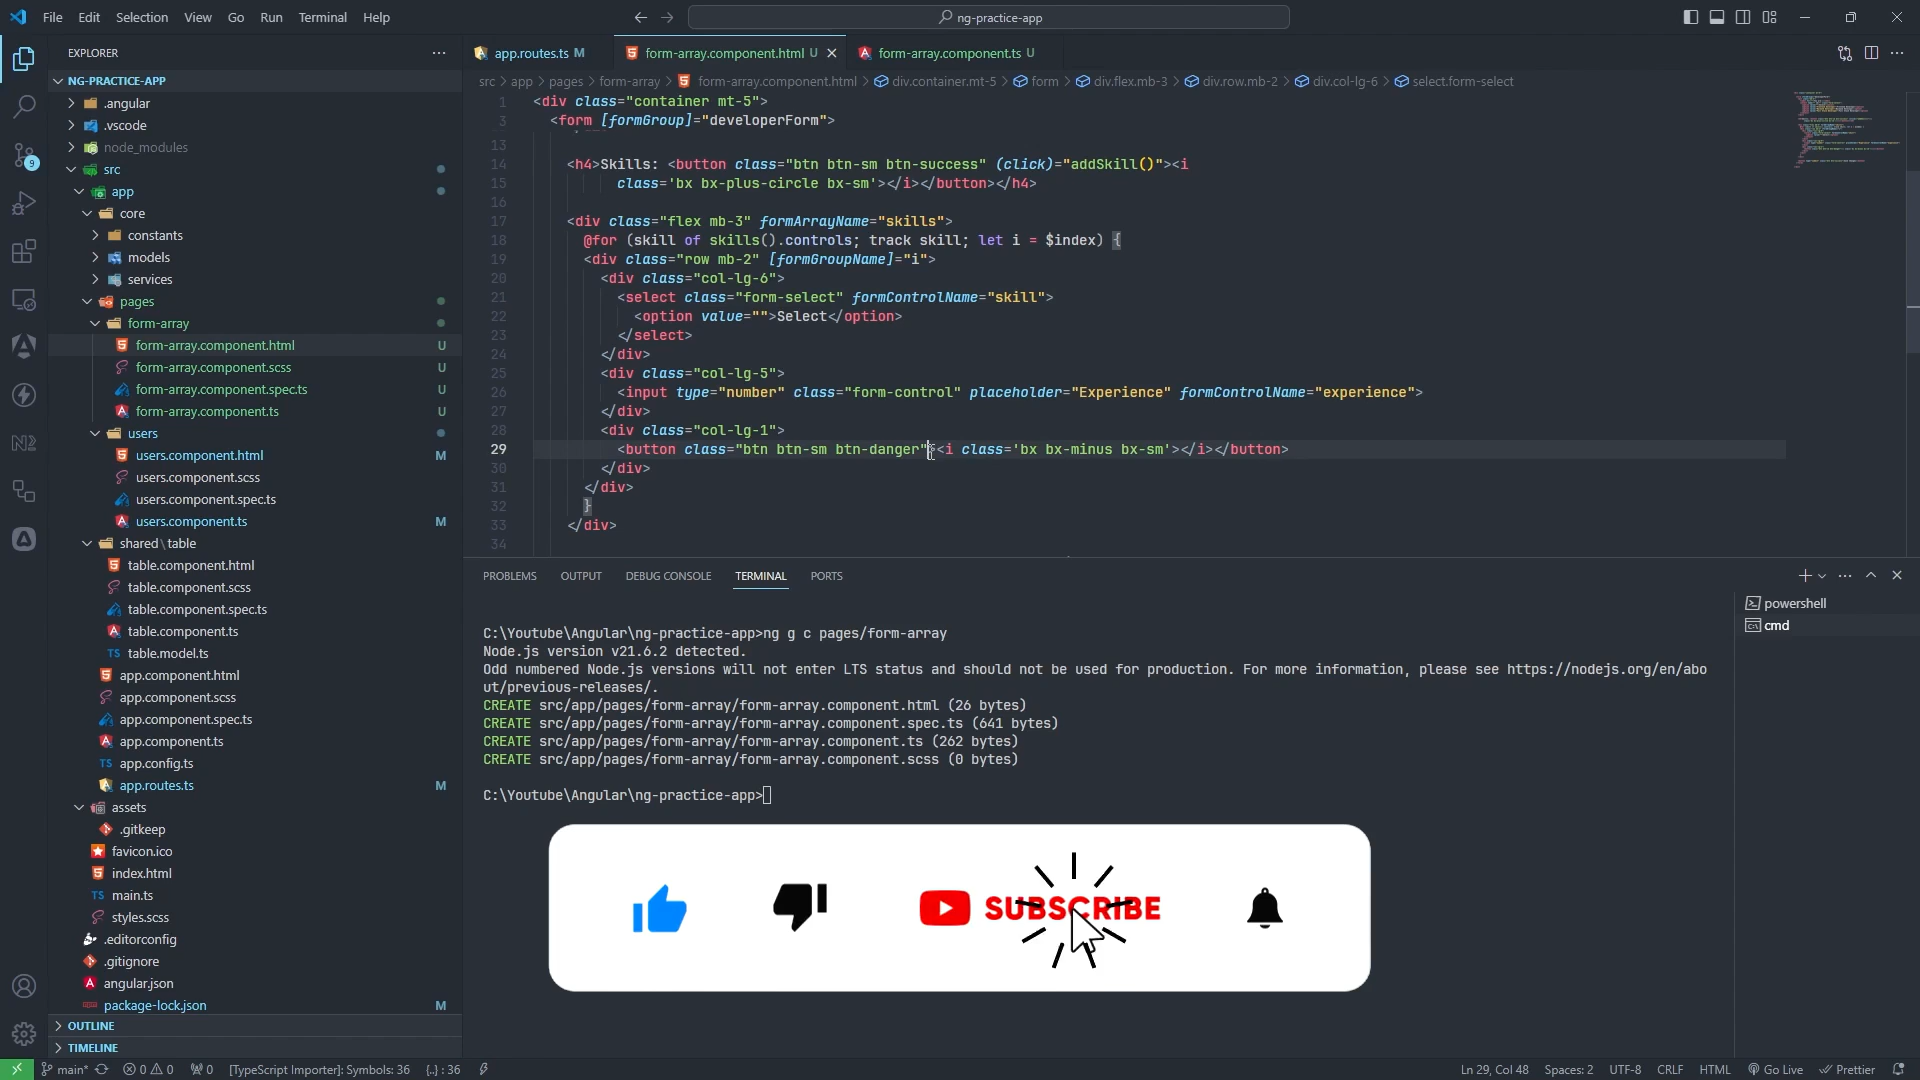 File Edit Selection View Go Run Terminal Help
ng-practice-app
EXPLORER
NG-PRACTICE-APP
.angular
.vscode
node_modules
src
app
core
constants
models
services
pages
form-array
form-array.component.html U
form-array.component.scss U
form-array.component.spec.ts U
form-array.component.ts U
users
users.component.html M
users.component.scss
users.component.spec.ts
users.component.ts M
shared\table
table.component.html
table.component.scss
table.component.spec.ts
table.component.ts
TS table.model.ts
app.component.html
app.component.scss
app.component.spec.ts
app.component.ts
TS app.config.ts
app.routes.ts M
assets
.gitkeep
favicon.ico
index.html
TS main.ts
styles.scss
.editorconfig
.gitignore
angular.json
package-lock.json M
OUTLINE
TIMELINE
9
app.routes.ts M form-array.component.html U form-array.component.ts U
src > app > pages > form-array > form-array.component.html > div.container.mt-5 > form > div.flex.mb-3 > div.row.mb-2 > div.col-lg-6 > select.form-select
1 <div class="container mt-5">
3 <form [formGroup]="developerForm">
13
14 <h4>Skills: <button class="btn btn-sm btn-success" (click)="addSkill()"><i
15 class='bx bx-plus-circle bx-sm'></i></button></h4>
16
17 <div class="flex mb-3" formArrayName="skills">
18 @for (skill of skills().controls; track skill; let i = $index) {
19 <div class="row mb-2" [formGroupName]="i">
20 <div class="col-lg-6">
21 <select class="form-select" formControlName="skill">
22 <option value="">Select</option>
23 </select>
24 </div>
25 <div class="col-lg-5">
26 <input type="number" class="form-control" placeholder="Experience" formControlName="experience">
27 </div>
28 <div class="col-lg-1">
29 <button class="btn btn-sm btn-danger"><i class='bx bx-minus bx-sm'></i></button>
30 </div>
31 </div>
32 }
33 </div>
34
PROBLEMS OUTPUT DEBUG CONSOLE TERMINAL PORTS
powershell
cmd
C:\Youtube\Angular\ng-practice-app>ng g c pages/form-array
Node.js version v21.6.2 detected.
Odd numbered Node.js versions will not enter LTS status and should not be used for production. For more information, please see https://nodejs.org/en/abo
ut/previous-releases/.
CREATE src/app/pages/form-array/form-array.component.html (26 bytes)
CREATE src/app/pages/form-array/form-array.component.spec.ts (641 bytes)
CREATE src/app/pages/form-array/form-array.component.ts (262 bytes)
CREATE src/app/pages/form-array/form-array.component.scss (0 bytes)
C:\Youtube\Angular\ng-practice-app>
SUBSCRIBE
main* 0 0 0 [TypeScript Importer]: Symbols: 36 {..} : 36 Ln 29, Col 48 Spaces: 2 UTF-8 CRLF HTML Go Live Prettier